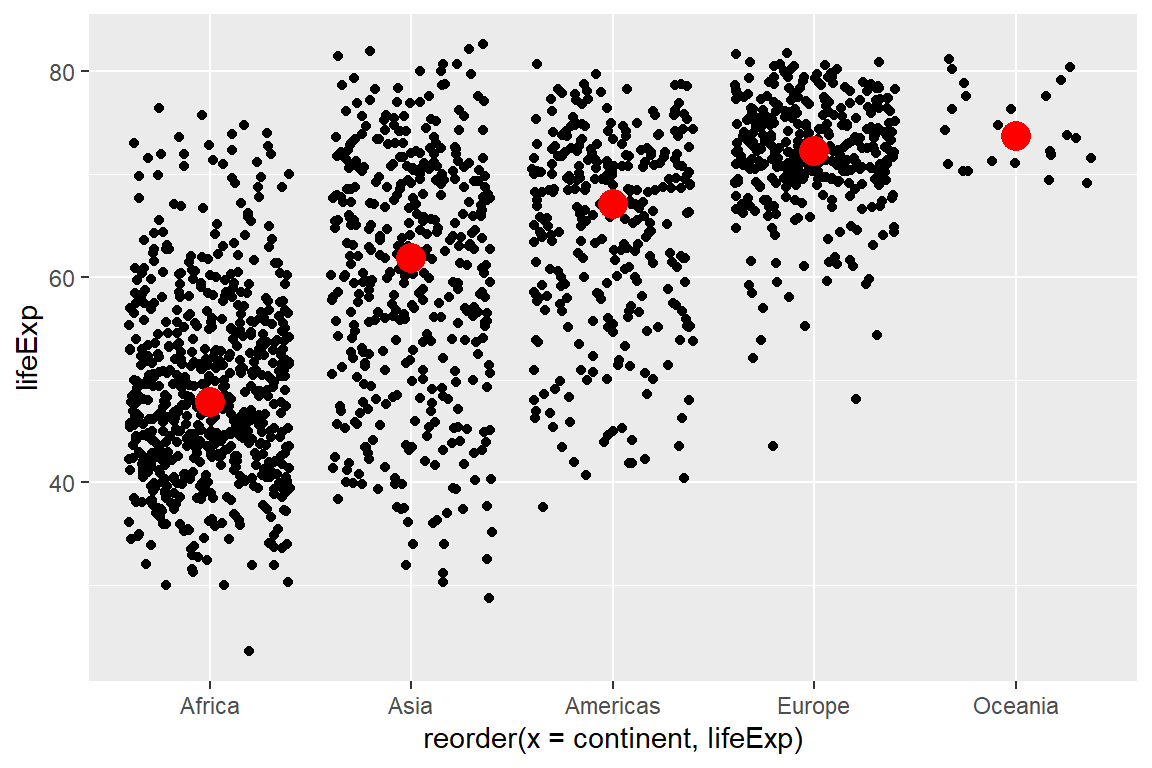 80
60
40
lifeExp
Africa Asia Americas Europe Oceania
reorder(x = continent, lifeExp)